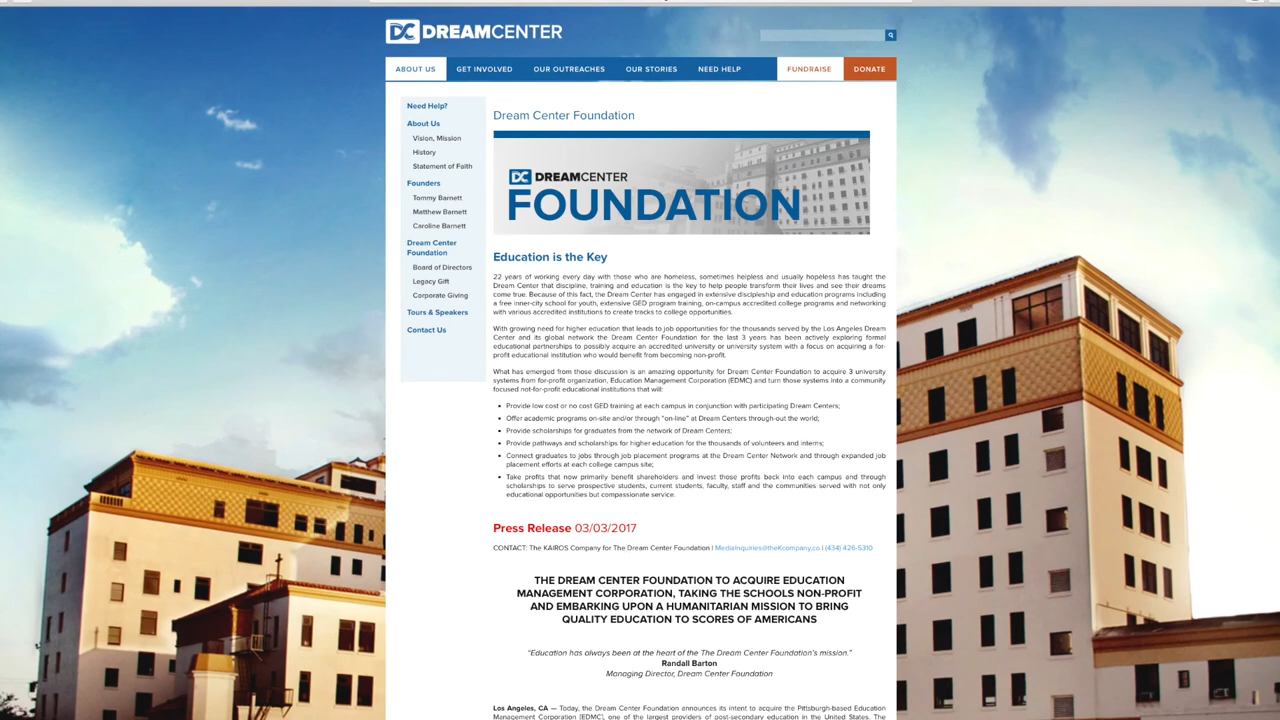 DC DREAMCENTER
ABOUT US
GET INVOLVED
OUR OUTREACHES
OUR STORIES
NEED HELP
FUNDRAISE
DONATE
Need Help?
About Us
Vision, Mission
History
Statement of Faith
Founders
Tommy Barnett
Matthew Barnett
Caroline Barnett
Dream Center
Foundation
Board of Directors
Legacy Gift
Corporate Giving
Tours & Speakers
Contact Us
Dream Center Foundation
DC DREAMCENTER
FOUNDATION
Education is the Key
22 years of working every day with those who are homeless, sometimes helpless and usually hopeless has taught the
Dream Center that discipline, training and education is the key to help people transform their lives and see their dreams
come true. Because of this fact, the Dream Center has engaged in extensive discipleship and education programs including
a free inner-city school for youth, extensive GED program training, on-campus accredited college programs and networking
with various accredited institutions to create tracks to college opportunities.
With growing need for higher education that leads to job opportunities for the thousands served by the Los Angeles Dream
Center and its global network the Dream Center Foundation for the last 3 years has been actively exploring formal
educational partnerships to possibly acquire an accredited university or university system with a focus on acquiring a for-
profit educational institution who would benefit from becoming non-profit.
What has emerged from those discussion is an amazing opportunity for Dream Center Foundation to acquire 3 university
systems from for-profit organization, Education Management Corporation (EDMC) and turn those systems into a community
focused not-for-profit educational institutions that will:
• Provide low cost or no cost GED training at each campus in conjunction with participating Dream Centers;
• Offer academic programs on-site and/or through "on-line" at Dream Centers through-out the world;
• Provide scholarships for graduates from the network of Dream Centers;
• Provide pathways and scholarships for higher education for the thousands of volunteers and interns;
• Connect graduates to jobs through job placement programs at the Dream Center Network and through expanded job
placement efforts at each college campus site;
• Take profits that now primarily benefit shareholders and invest those profits back into each campus and through
scholarships to serve prospective students, current students, faculty, staff and the communities served with not only
educational opportunities but compassionate service.
Press Release 03/03/2017
CONTACT: The KAIROS Company for The Dream Center Foundation | MediaInquiries@theKcompany.co | (434) 426-5310
THE DREAM CENTER FOUNDATION TO ACQUIRE EDUCATION
MANAGEMENT CORPORATION, TAKING THE SCHOOLS NON-PROFIT
AND EMBARKING UPON A HUMANITARIAN MISSION TO BRING
QUALITY EDUCATION TO SCORES OF AMERICANS
"Education has always been at the heart of the The Dream Center Foundation's mission."
Randall Barton
Managing Director, Dream Center Foundation
Los Angeles, CA — Today, the Dream Center Foundation announces its intent to acquire the Pittsburgh-based Education
Management Corporation (EDMC), one of the largest providers of post-secondary education in the United States. The